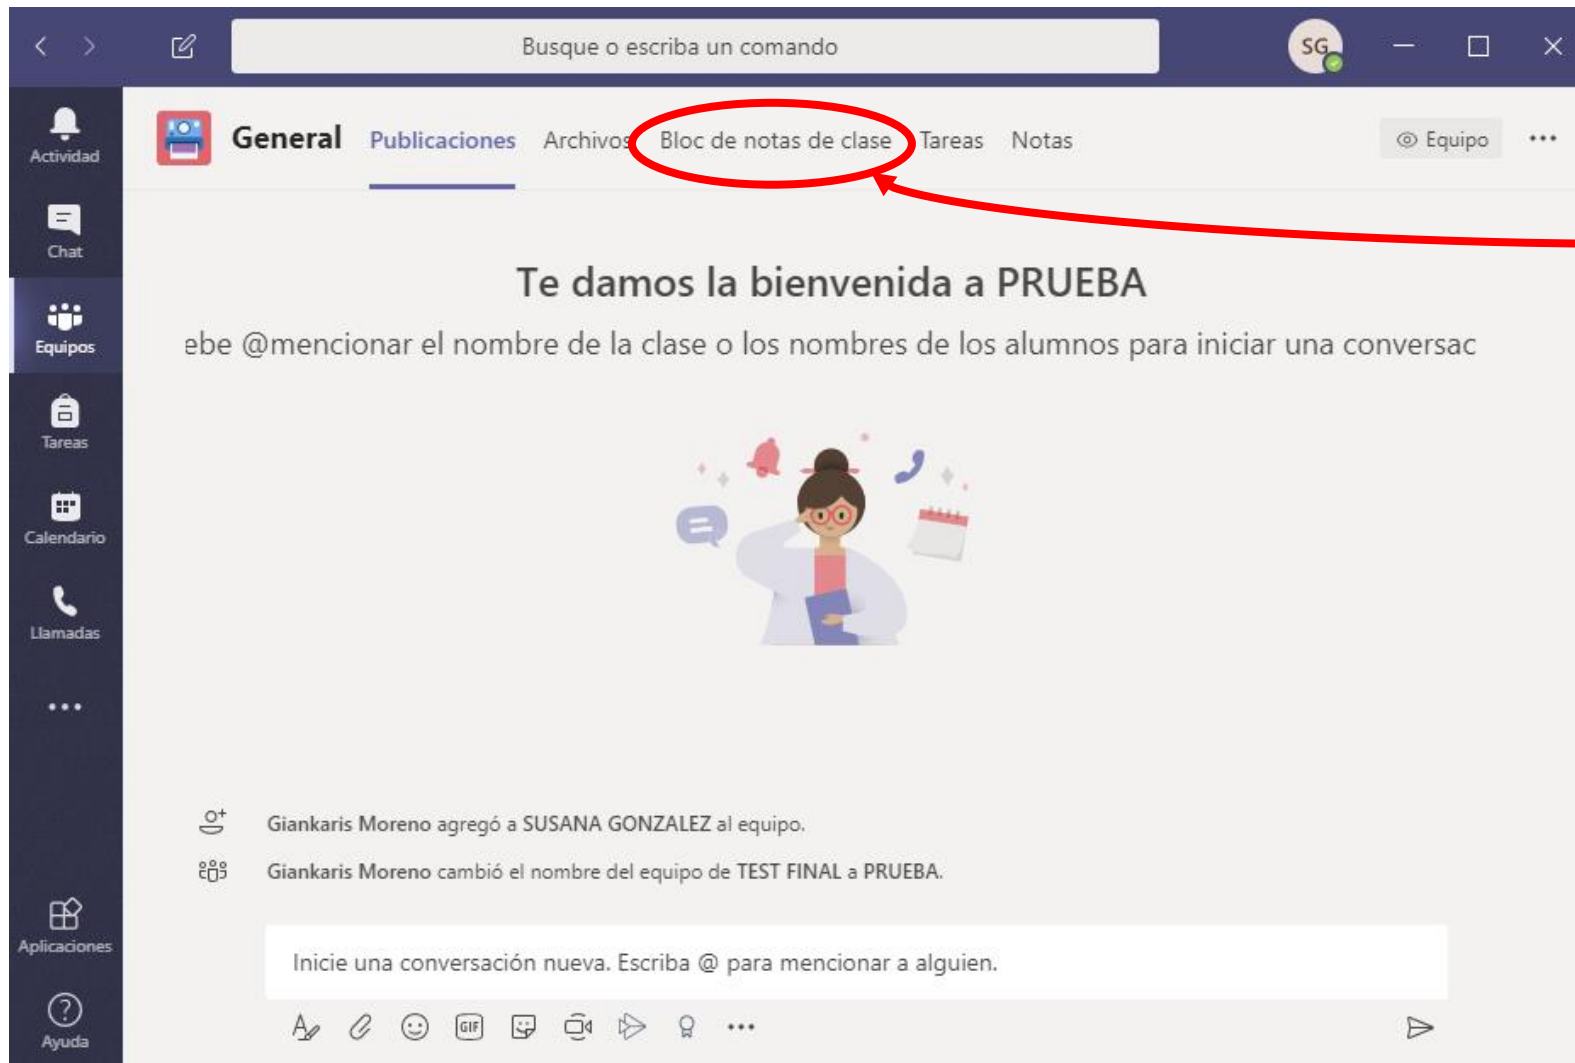 Busque o escriba un comando
SG
Actividad
General Publicaciones Archivos Bloc de notas de clase Tareas Notas Equipo
Chat
Te damos la bienvenida a PRUEBA
Equipos
ebe @mencionar el nombre de la clase o los nombres de los alumnos para iniciar una conversac
Tareas
Calendario
Llamadas
Giankaris Moreno agregó a SUSANA GONZALEZ al equipo.
Giankaris Moreno cambió el nombre del equipo de TEST FINAL a PRUEBA.
Aplicaciones
Inicie una conversación nueva. Escriba @ para mencionar a alguien.
GIF
Ayuda